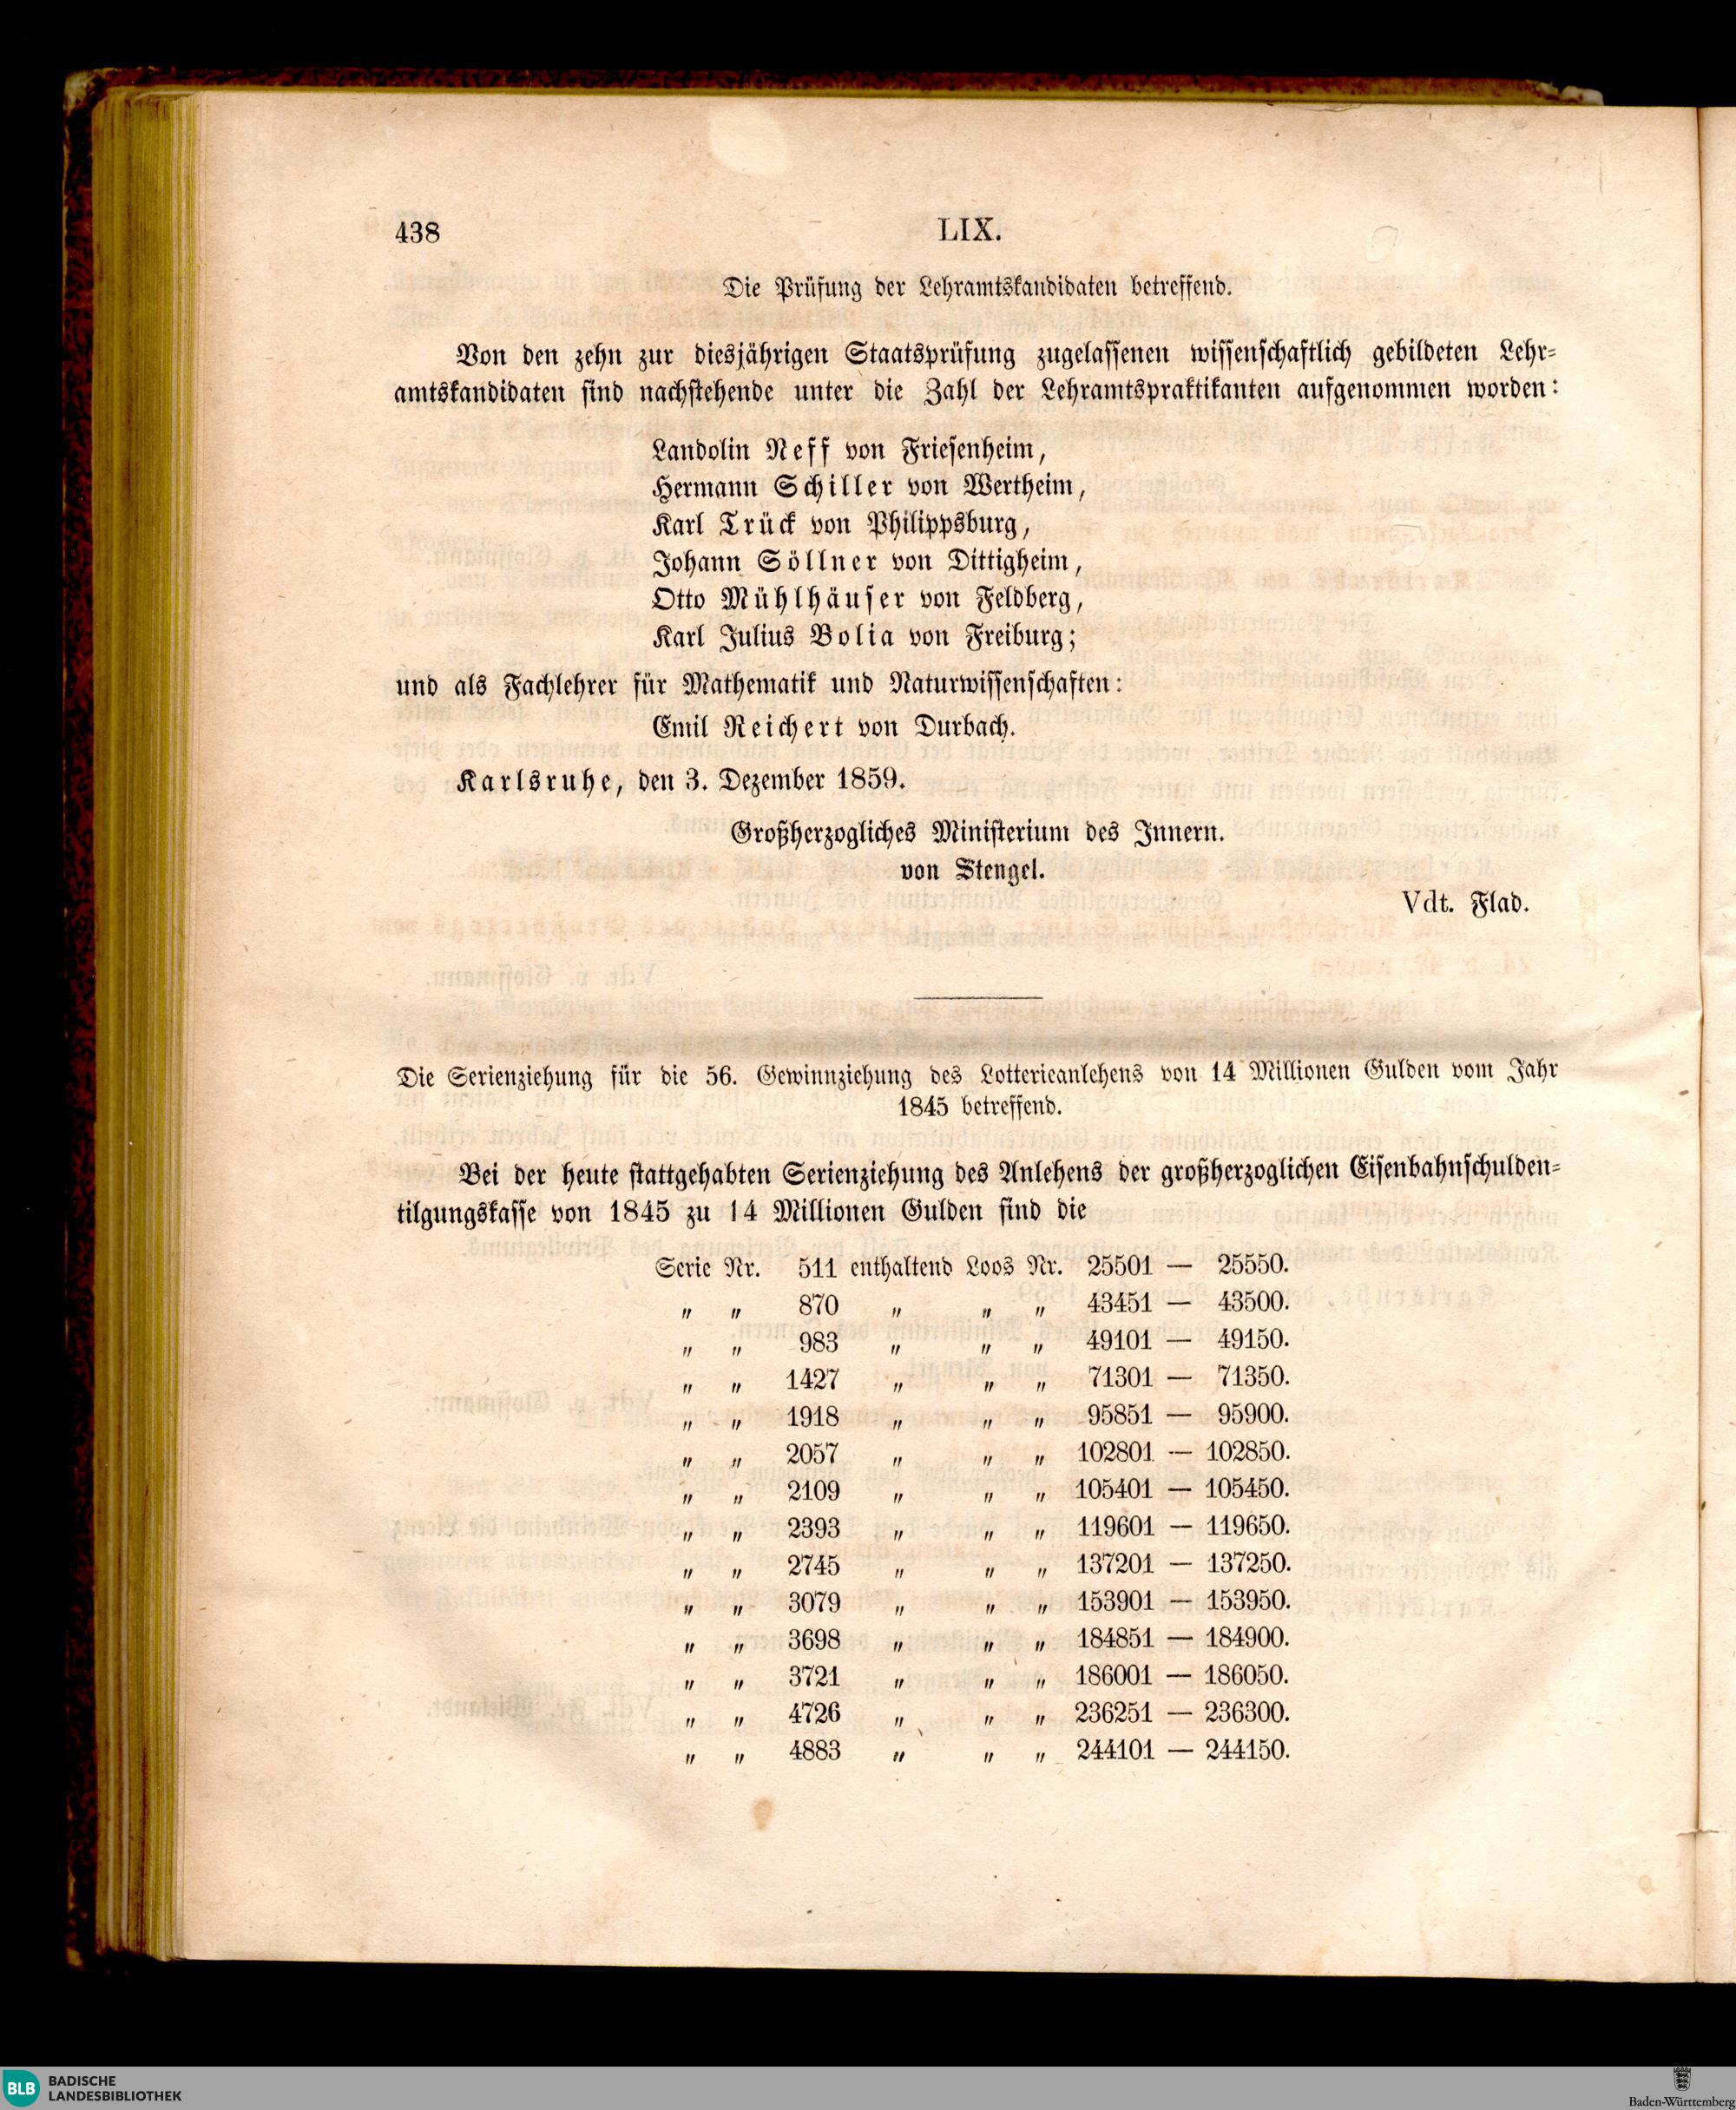 438
LIX.
Die Prüfung der Lehramtskandidaten betreffend.
Von den zehn zur diesjährigen Staatsprüfung zugelassenen wissenschaftlich gebildeten Lehr-
amtskandidaten sind nachstehende unter die Zahl der Lehramtspraktikanten aufgenommen worden:
Landolin Neff von Friesenheim,
Hermann Schiller von Wertheim,
Karl Trück von Philippsburg,
Johann Söllner von Dittigheim,
Otto Mühlhäuser von Feldberg,
Karl Julius Bolia von Freiburg;
und als Fachlehrer für Mathematik und Naturwissenschaften:
Emil Reichert von Durbach.
Karlsruhe, den 3. Dezember 1859.
Großherzogliches Ministerium des Innern.
von Stengel.
Vdt. Flad.
Die Serienziehung für die 56. Gewinnziehung des Lotterieanlehens von 14 Millionen Gulden vom Jahr
1845 betreffend.
Bei der heute stattgehabten Serienziehung des Anlehens der großherzoglichen Eisenbahnschulden-
tilgungskasse von 1845 zu 14 Millionen Gulden sind die
Serie Nr. 511 enthaltend Loos Nr. 25501 — 25550.
" " 870 " " " 43451 — 43500.
" " 983 " " " 49101 — 49150.
" " 1427 " " " 71301 — 71350.
" " 1918 " " " 95851 — 95900.
" " 2057 " " " 102801 — 102850.
" " 2109 " " " 105401 — 105450.
" " 2393 " " " 119601 — 119650.
" " 2745 " " " 137201 — 137250.
" " 3079 " " " 153901 — 153950.
" " 3698 " " " 184851 — 184900.
" " 3721 " " " 186001 — 186050.
" " 4726 " " " 236251 — 236300.
" " 4883 " " " 244101 — 244150.
BLB BADISCHE
LANDESBIBLIOTHEK
Baden-Württemberg